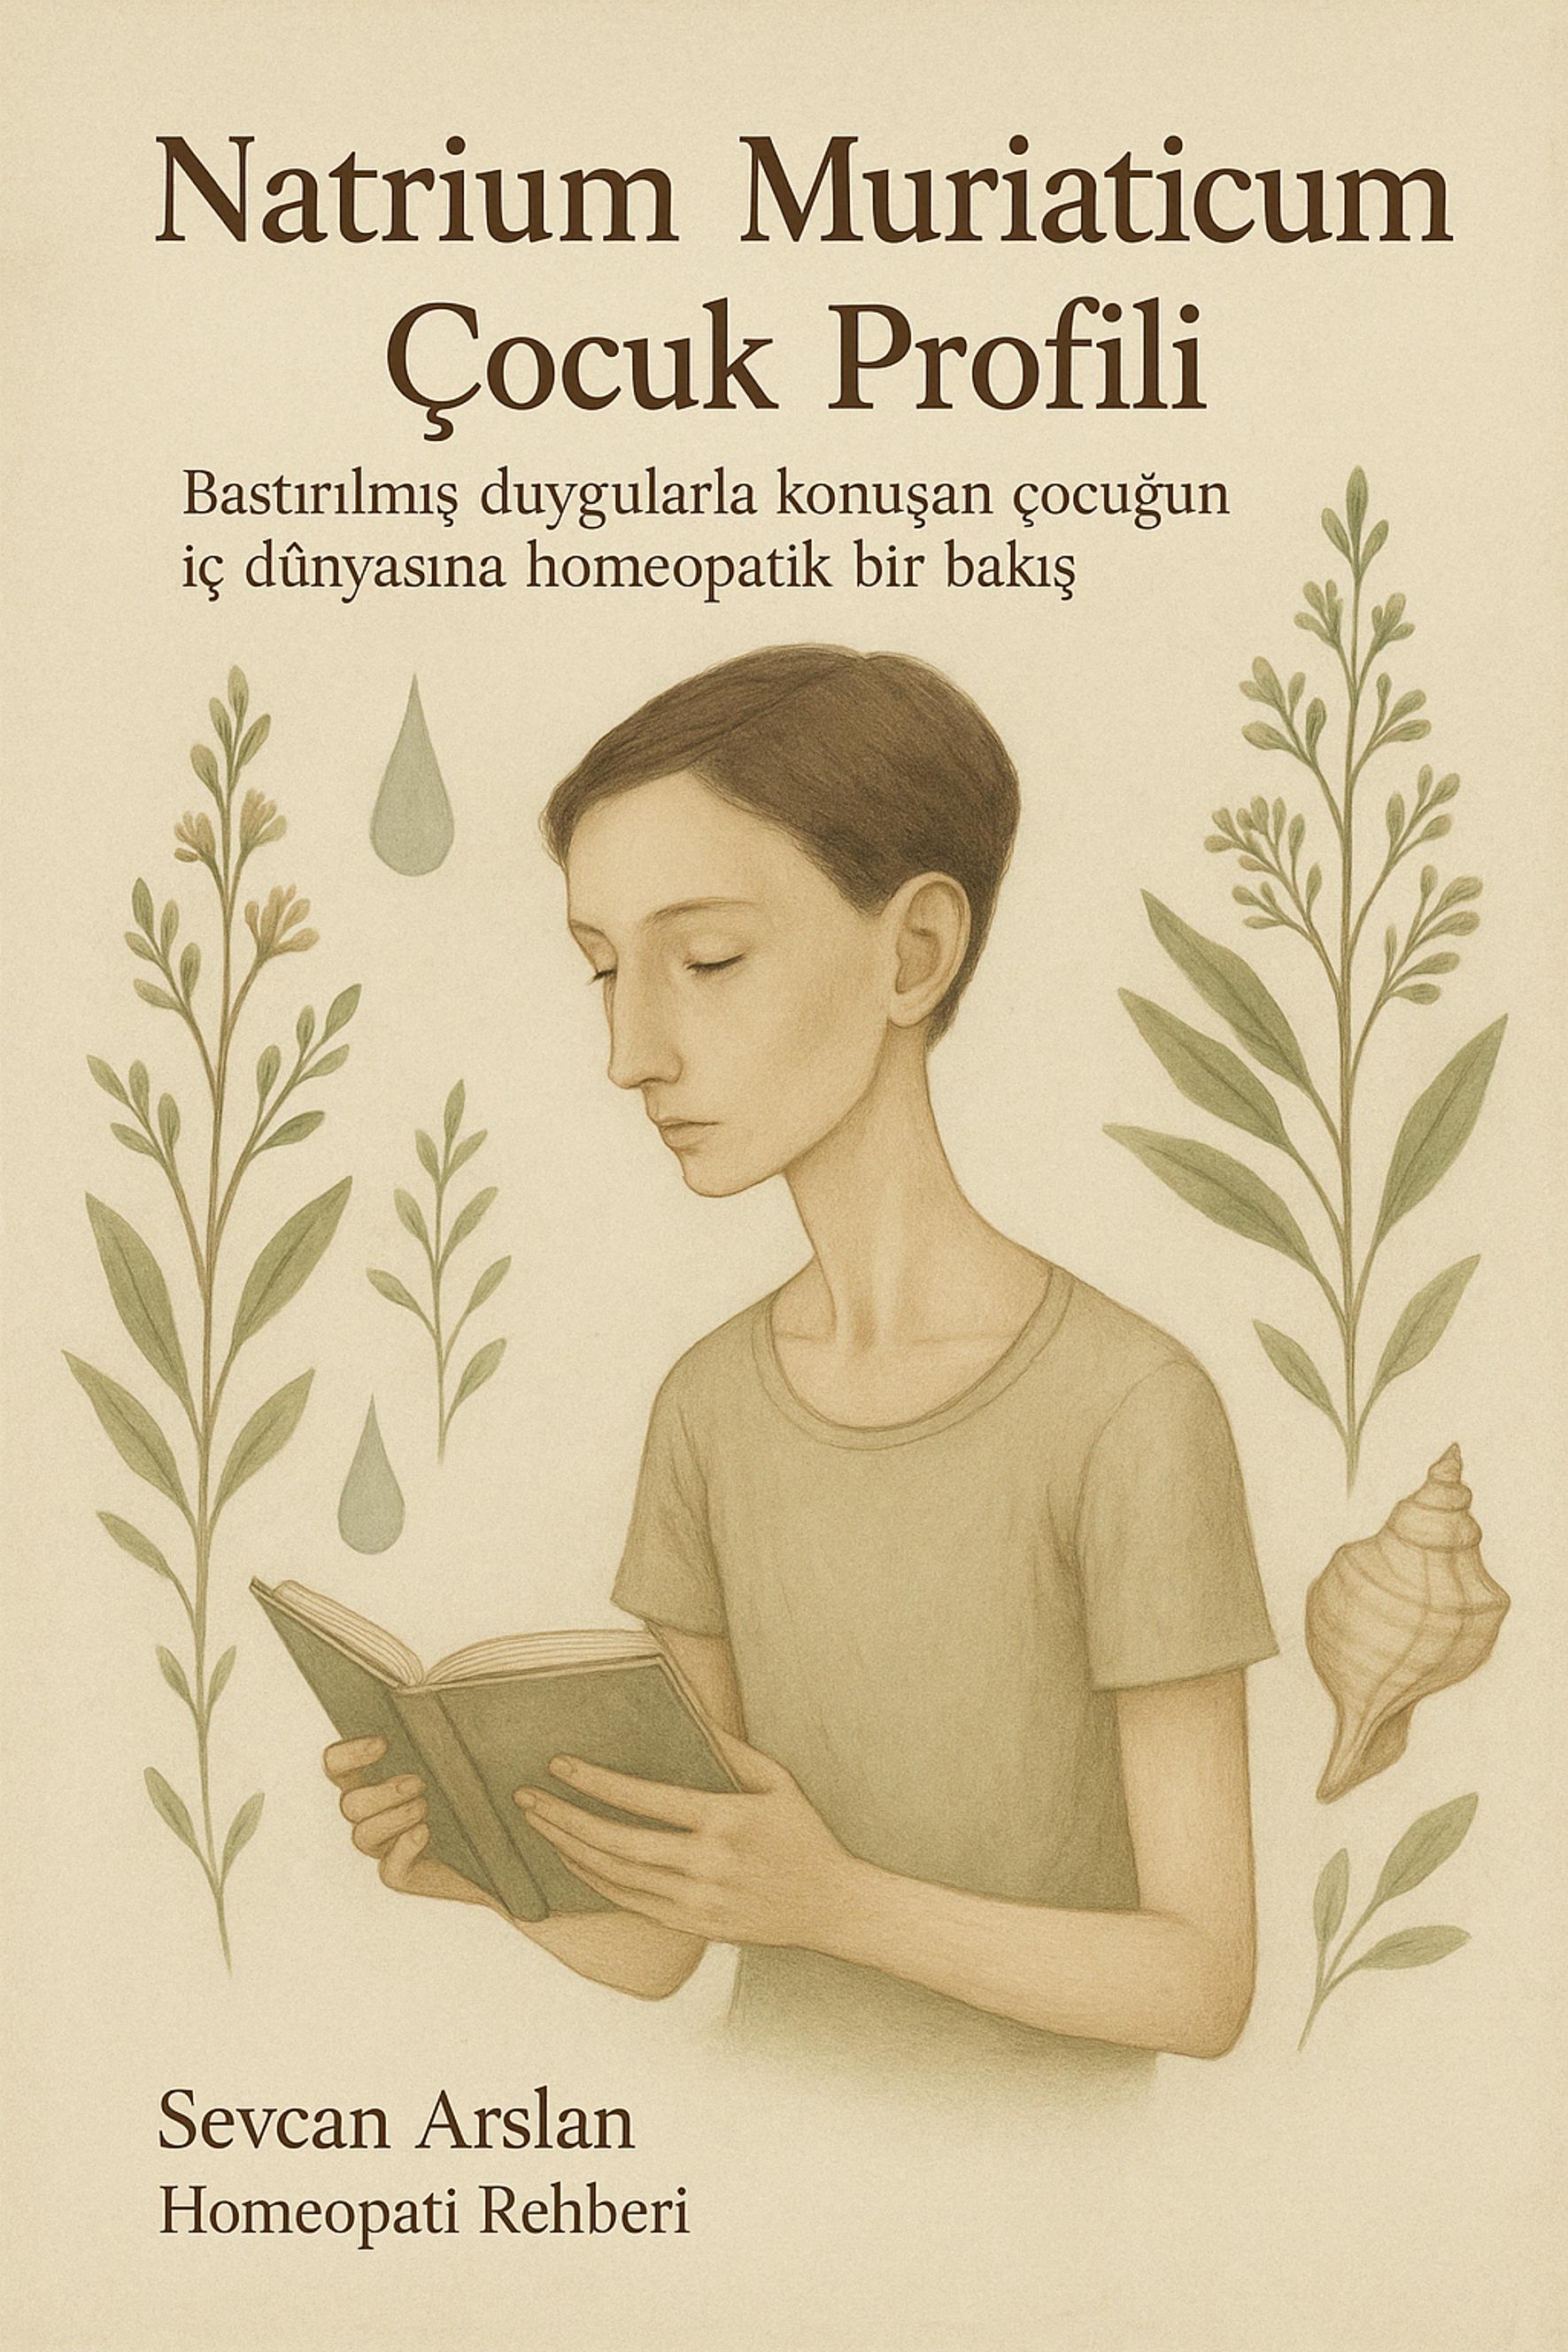 Natrium Muriaticum
Çocuk Profili
Bastırılmış duygularla konuşan çocuğun
iç dûnyasına homeopatik bir bakış
Sevcan Arslan
Homeopati Rehberi